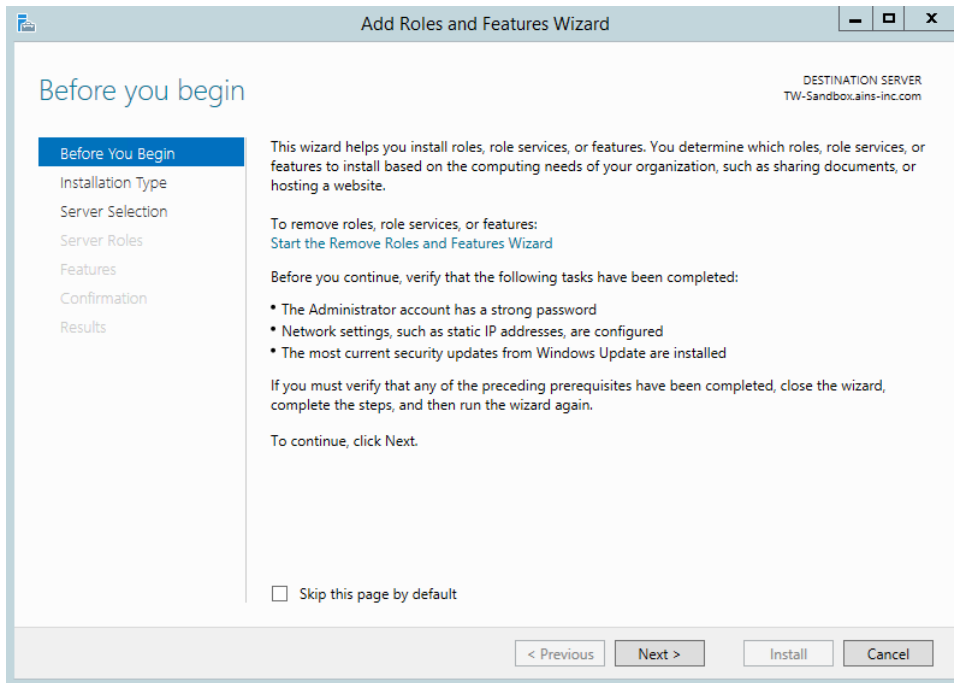 Add Roles and Features Wizard
Before you begin
DESTINATION SERVER
TW-Sandbox.ains-inc.com
Before You Begin
Installation Type
Server Selection
Server Roles
Features
Confirmation
Results
This wizard helps you install roles, role services, or features. You determine which roles, role services, or
features to install based on the computing needs of your organization, such as sharing documents, or
hosting a website.
To remove roles, role services, or features:
Start the Remove Roles and Features Wizard
Before you continue, verify that the following tasks have been completed:
• The Administrator account has a strong password
• Network settings, such as static IP addresses, are configured
• The most current security updates from Windows Update are installed
If you must verify that any of the preceding prerequisites have been completed, close the wizard,
complete the steps, and then run the wizard again.
To continue, click Next.
Skip this page by default
< Previous
Next >
Install
Cancel